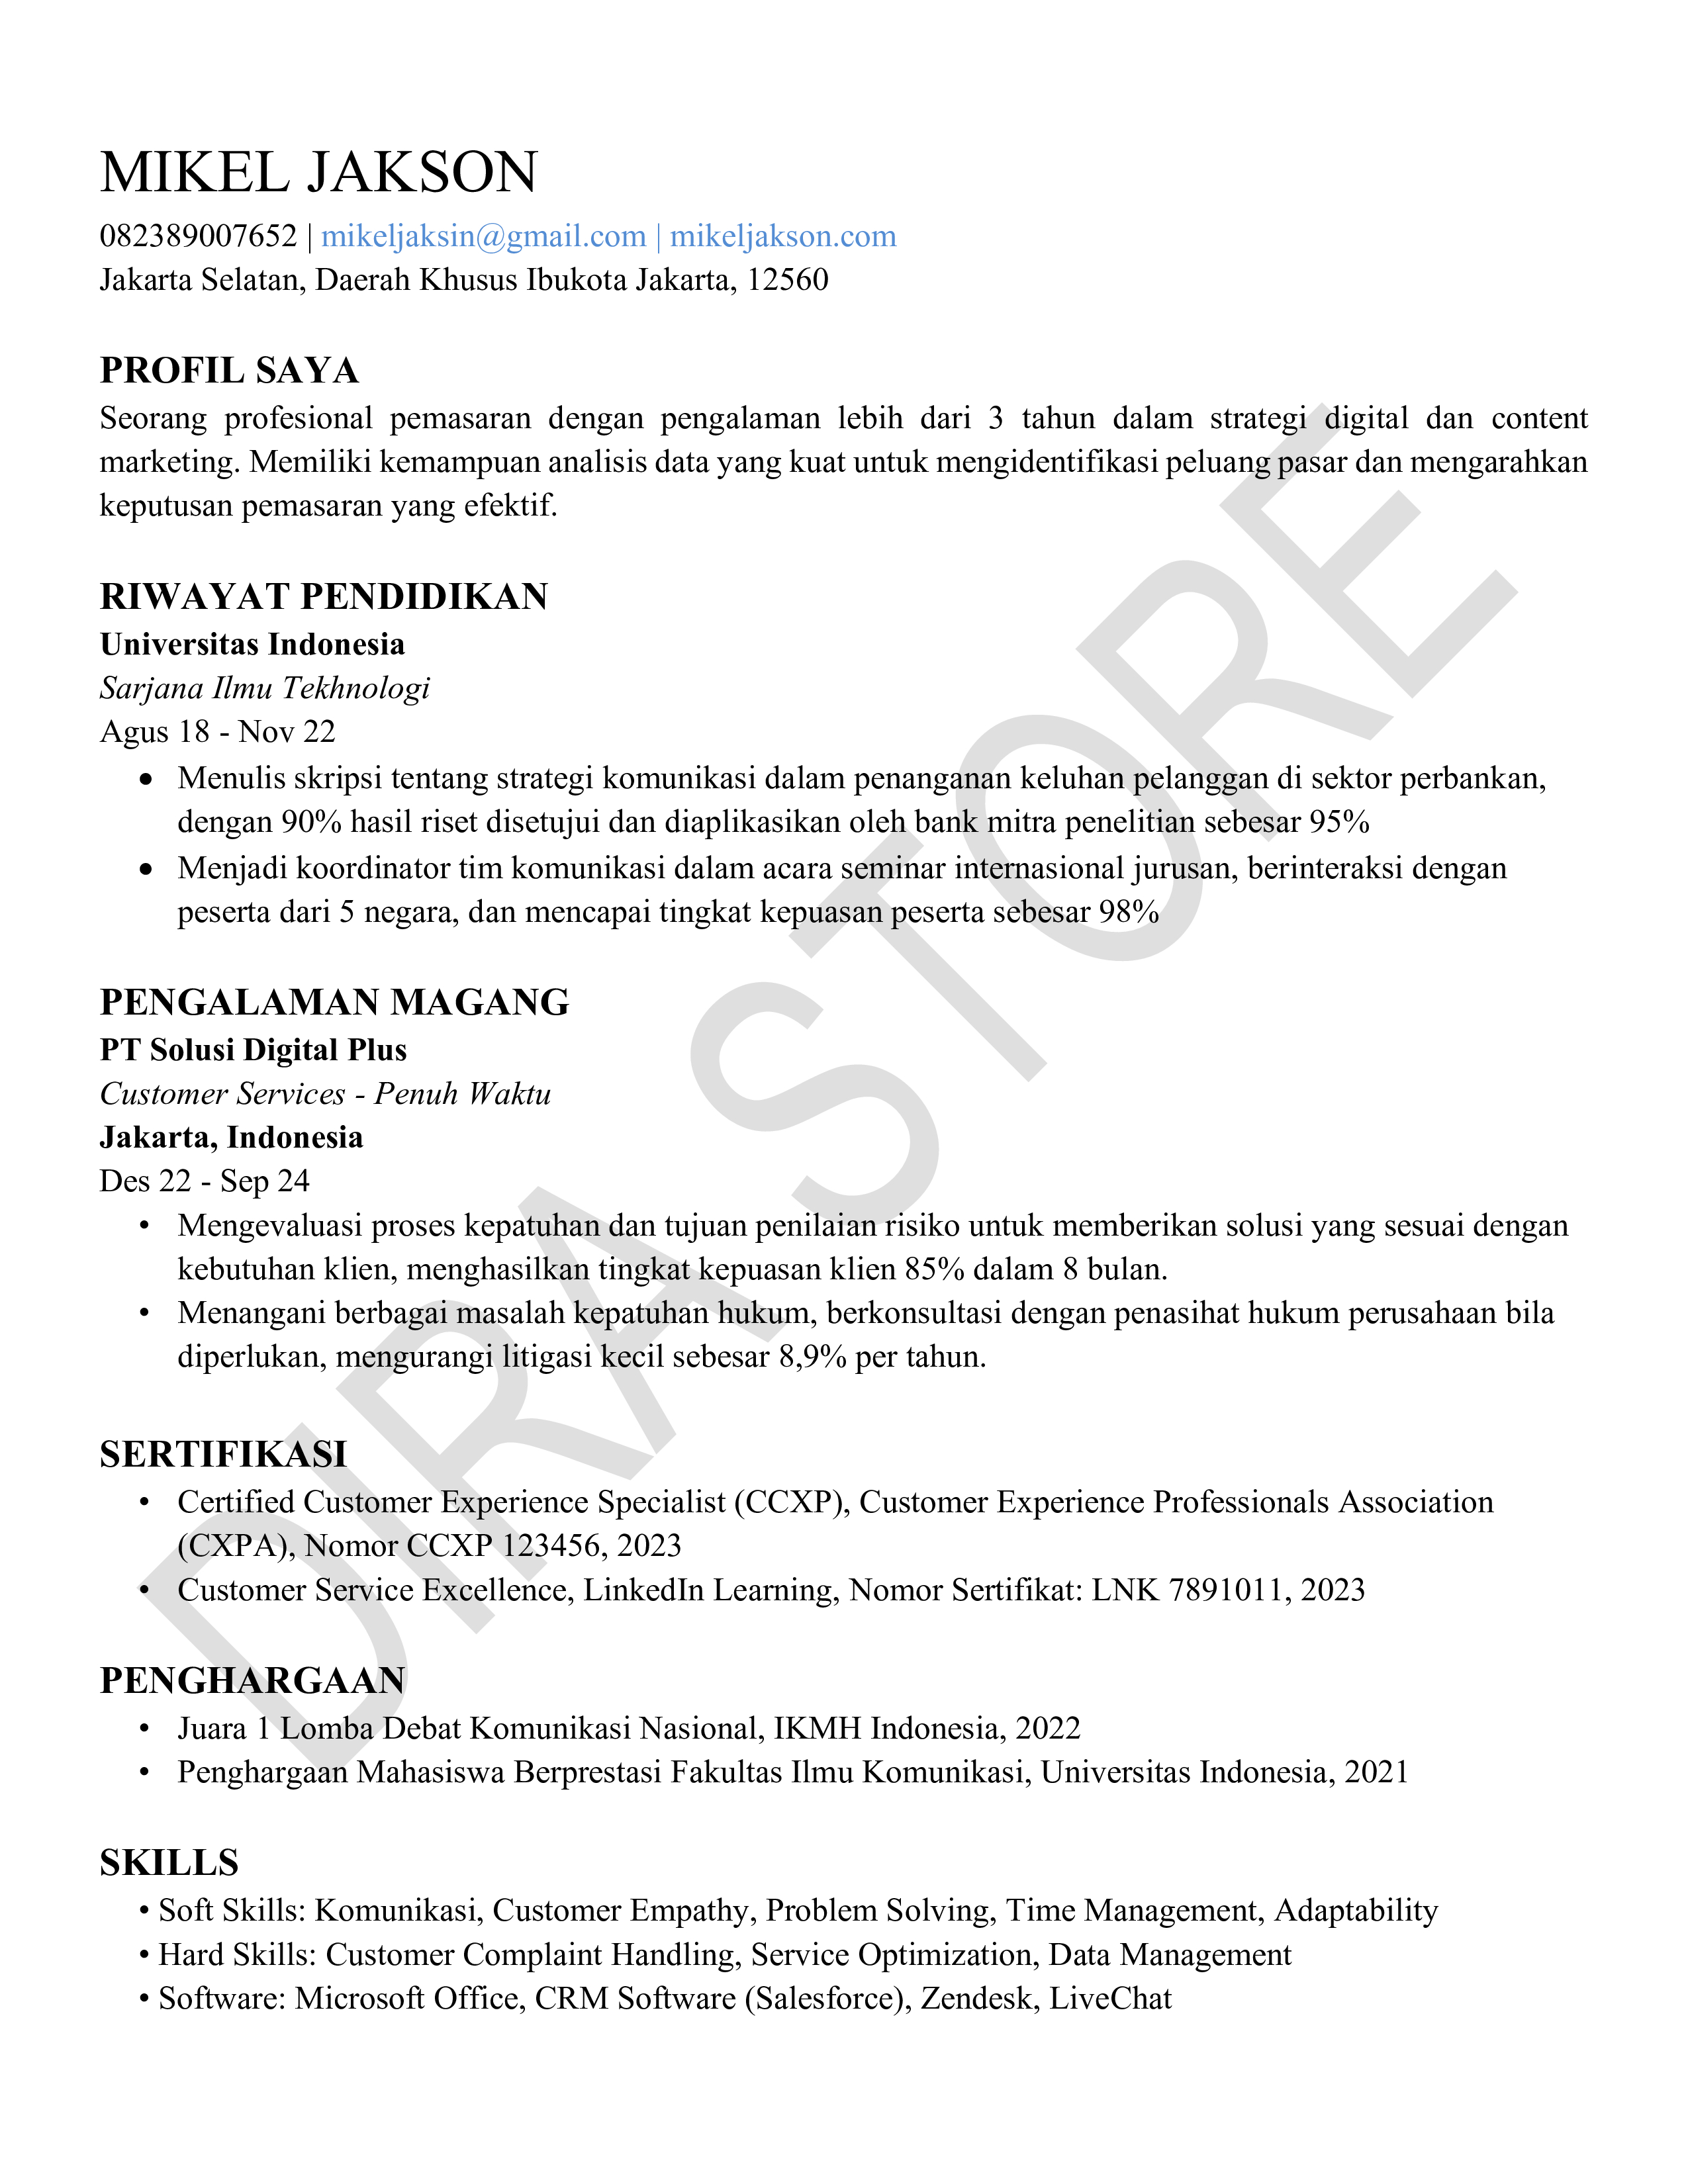 MIKEL JAKSON
082389007652 | mikeljaksin@gmail.com | mikeljakson.com
Jakarta Selatan, Daerah Khusus Ibukota Jakarta, 12560
PROFIL SAYA
Seorang profesional pemasaran dengan pengalaman lebih dari 3 tahun dalam strategi digital dan content
marketing. Memiliki kemampuan analisis data yang kuat untuk mengidentifikasi peluang pasar dan mengarahkan
keputusan pemasaran yang efektif.
RIWAYAT PENDIDIKAN
Universitas Indonesia
Sarjana Ilmu Tekhnologi
Agus 18 - Nov 22
• Menulis skripsi tentang strategi komunikasi dalam penanganan keluhan pelanggan di sektor perbankan,
dengan 90% hasil riset disetujui dan diaplikasikan oleh bank mitra penelitian sebesar 95%
• Menjadi koordinator tim komunikasi dalam acara seminar internasional jurusan, berinteraksi dengan
peserta dari 5 negara, dan mencapai tingkat kepuasan peserta sebesar 98%
PENGALAMAN MAGANG
PT Solusi Digital Plus
Customer Services - Penuh Waktu
Jakarta, Indonesia
Des 22 - Sep 24
• Mengevaluasi proses kepatuhan dan tujuan penilaian risiko untuk memberikan solusi yang sesuai dengan
kebutuhan klien, menghasilkan tingkat kepuasan klien 85% dalam 8 bulan.
• Menangani berbagai masalah kepatuhan hukum, berkonsultasi dengan penasihat hukum perusahaan bila
diperlukan, mengurangi litigasi kecil sebesar 8,9% per tahun.
SERTIFIKASI
• Certified Customer Experience Specialist (CCXP), Customer Experience Professionals Association
(CXPA), Nomor CCXP 123456, 2023
• Customer Service Excellence, LinkedIn Learning, Nomor Sertifikat: LNK 7891011, 2023
PENGHARGAAN
• Juara 1 Lomba Debat Komunikasi Nasional, IKMH Indonesia, 2022
• Penghargaan Mahasiswa Berprestasi Fakultas Ilmu Komunikasi, Universitas Indonesia, 2021
SKILLS
• Soft Skills: Komunikasi, Customer Empathy, Problem Solving, Time Management, Adaptability
• Hard Skills: Customer Complaint Handling, Service Optimization, Data Management
• Software: Microsoft Office, CRM Software (Salesforce), Zendesk, LiveChat
DIRA STORE